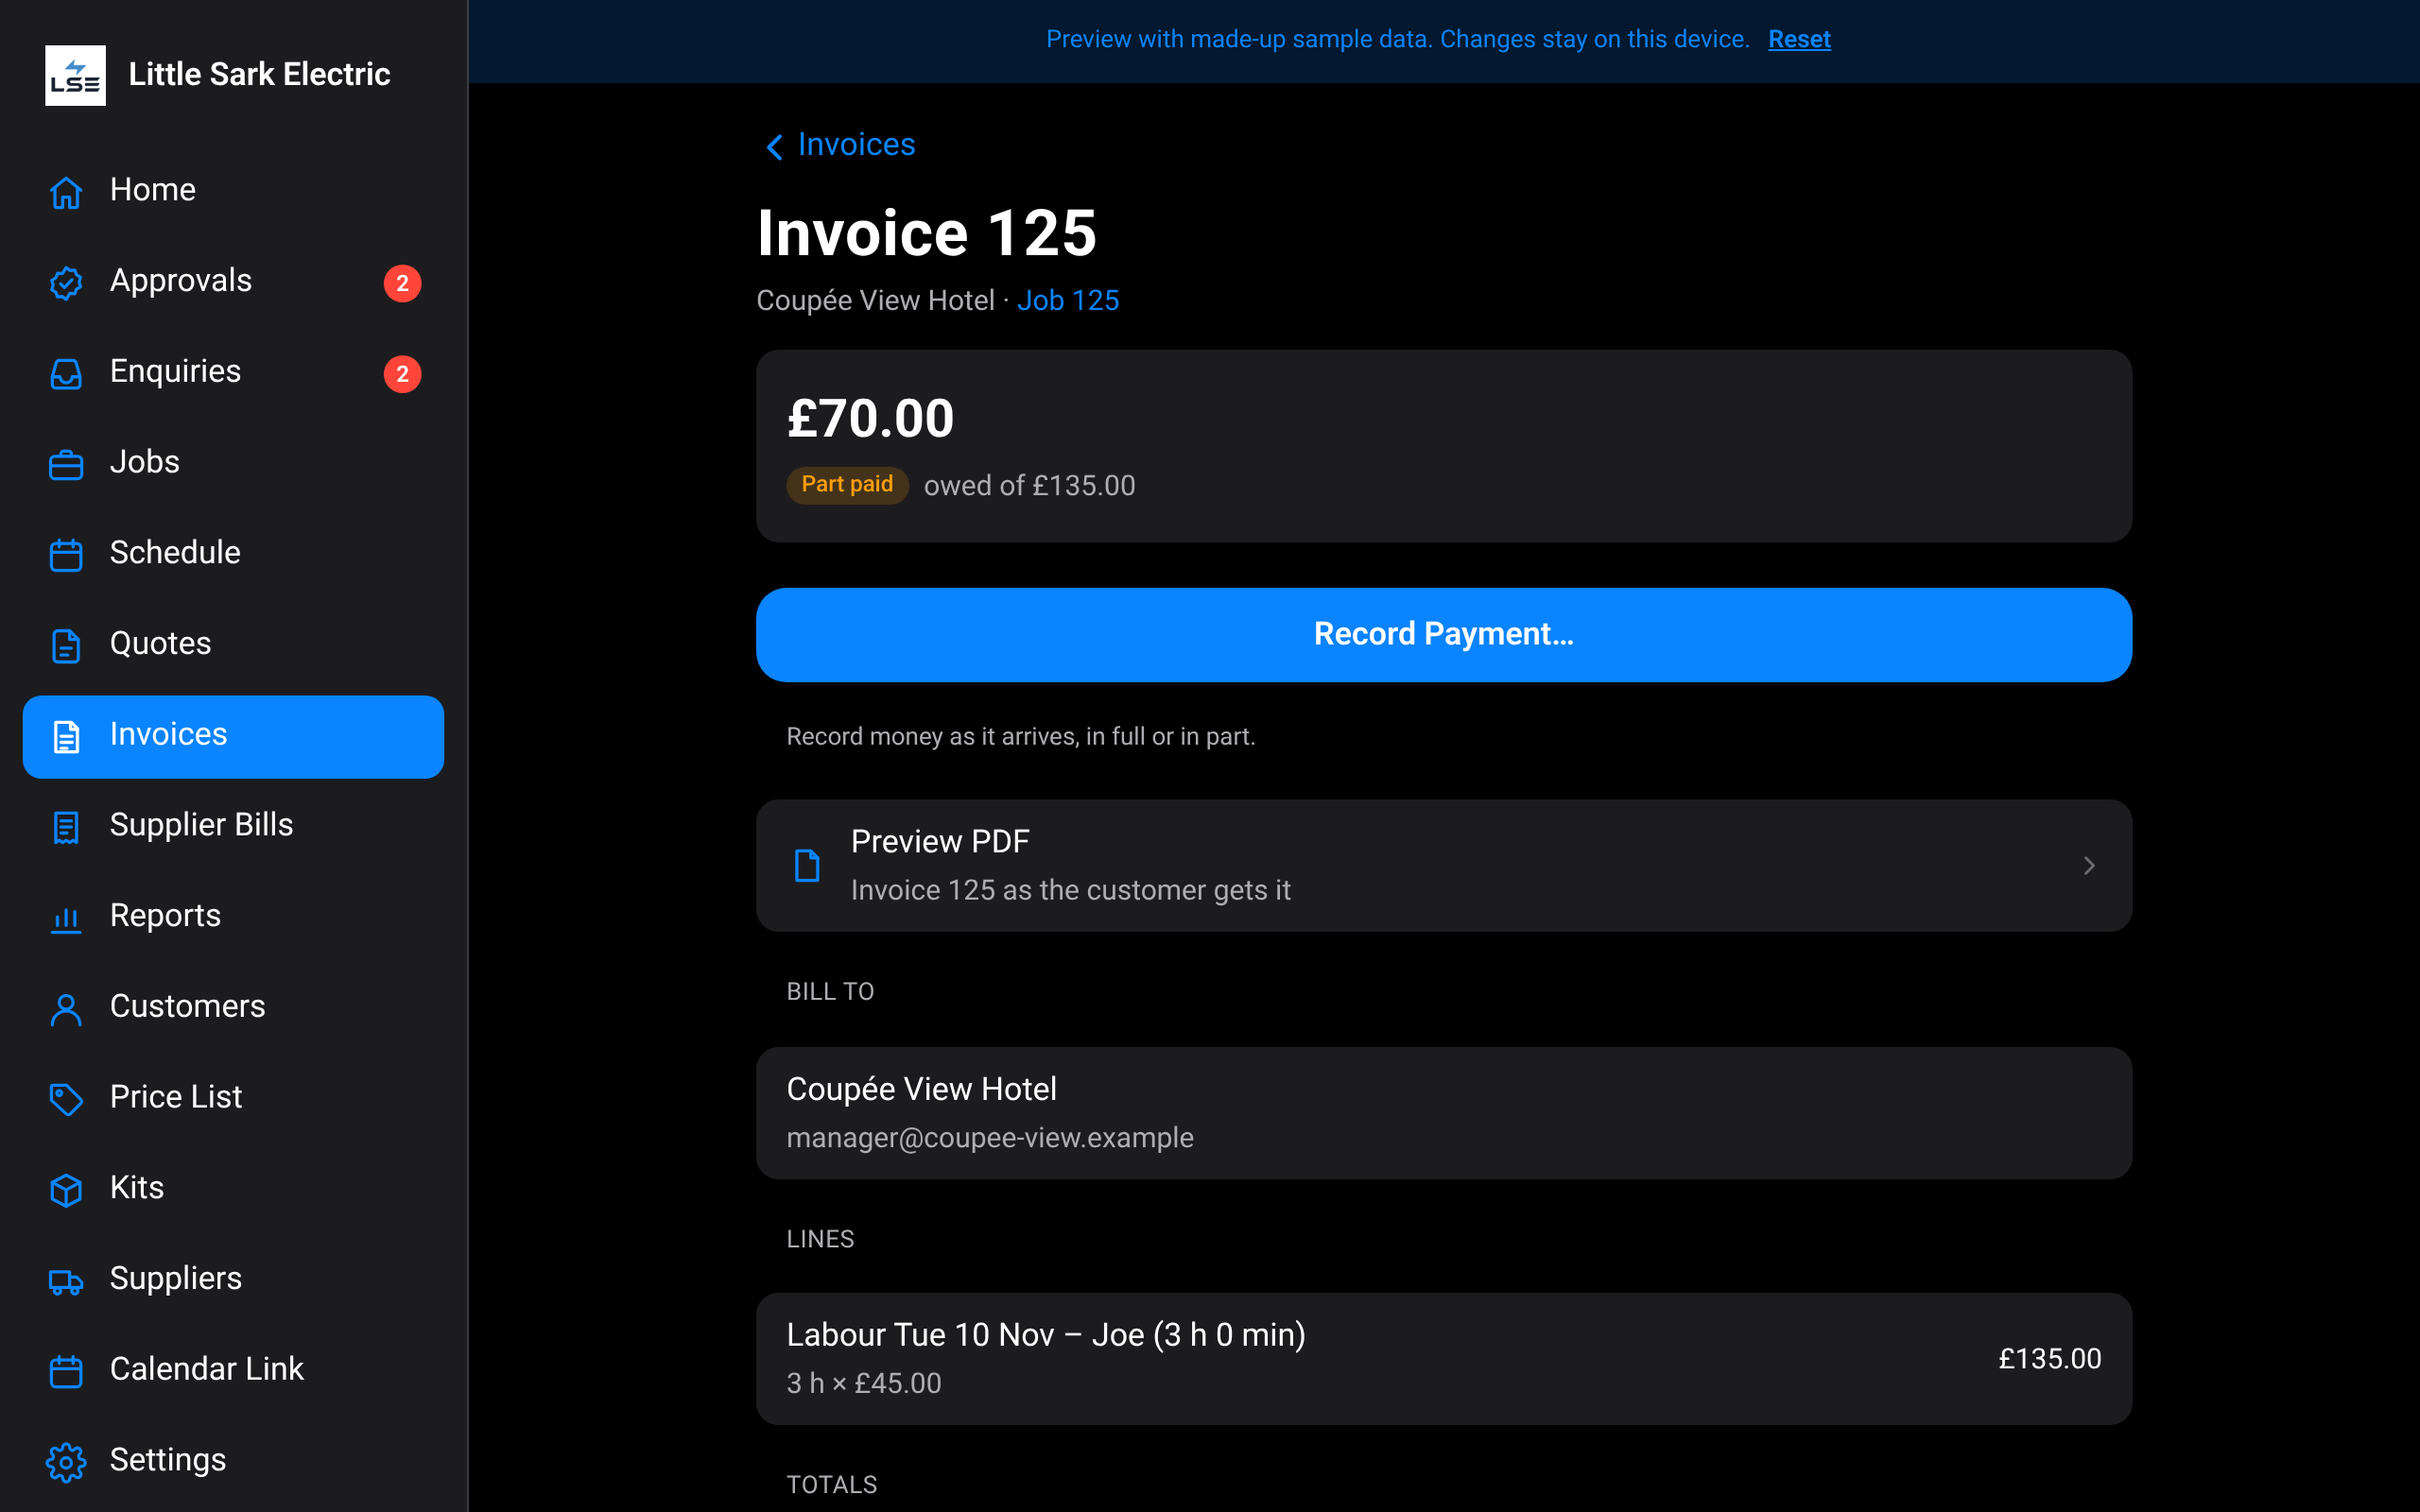 LSE
Little Sark Electric
Home
Approvals 2
Enquiries 2
Jobs
Schedule
Quotes
Invoices
Supplier Bills
Reports
Customers
Price List
Kits
Suppliers
Calendar Link
Settings
Preview with made-up sample data. Changes stay on this device. Reset
Invoices
Invoice 125
Coupée View Hotel · Job 125
£70.00
Part paid owed of £135.00
Record Payment…
Record money as it arrives, in full or in part.
Preview PDF
Invoice 125 as the customer gets it
BILL TO
Coupée View Hotel
manager@coupee-view.example
LINES
Labour Tue 10 Nov – Joe (3 h 0 min)
3 h × £45.00
£135.00
TOTALS